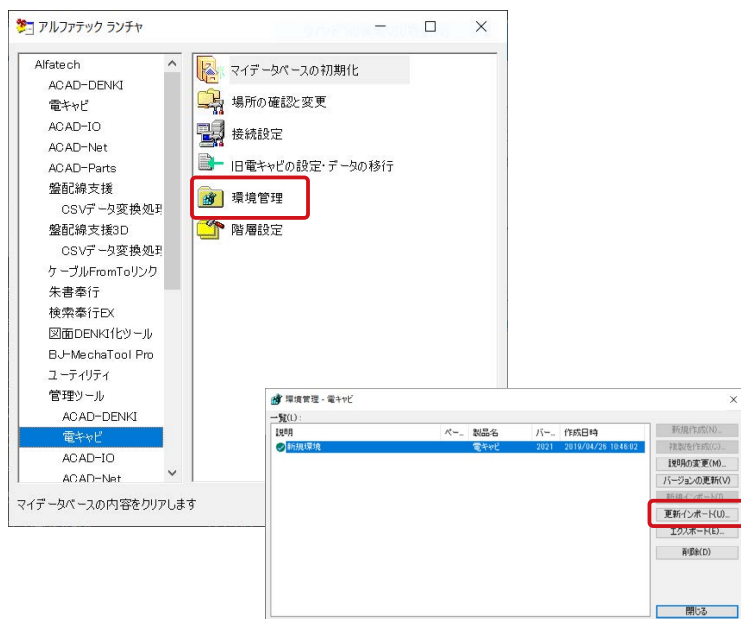 アルファテック ランチャ
Alfatech
ACAD-DENKI
電キャビ
ACAD-IO
ACAD-Net
ACAD-Parts
盤配線支援
CSVデータ変換処理
盤配線支援3D
CSVデータ変換処理
ケーブルFromToリンク
朱書奉行
検索奉行EX
図面DENKI化ツール
BJ-MechaTool Pro
ユーティリティ
管理ツール
ACAD-DENKI
電キャビ
ACAD-IO
ACAD-Net
マイデータベースの初期化
場所の確認と変更
接続設定
旧電キャビの設定・データの移行
環境管理
階層設定
マイデータベースの内容をクリアしま
環境管理 - 電キャビ
一覧(L):
説明 ベー... 製品名 バー... 作成日時
新規環境 電キャビ 2021 2019/04/26 10:46:02
新規作成(N)...
複製を作成(C)...
説明の変更(M)...
バージョンの更新(V)
新規インポート(I)...
更新インポート(U)...
エクスポート(E)...
削除(D)
閉じる